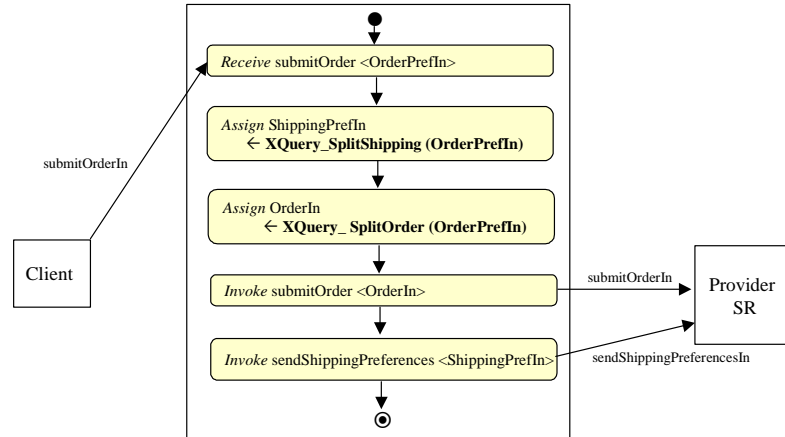 Receive submitOrder <OrderPrefIn>
Assign ShippingPrefIn
← XQuery_SplitShipping (OrderPrefIn)
submitOrderIn
Assign OrderIn
← XQuery_ SplitOrder (OrderPrefIn)
Client
submitOrderIn
Provider
SR
Invoke submitOrder <OrderIn>
Invoke sendShippingPreferences <ShippingPrefIn>
sendShippingPreferencesIn